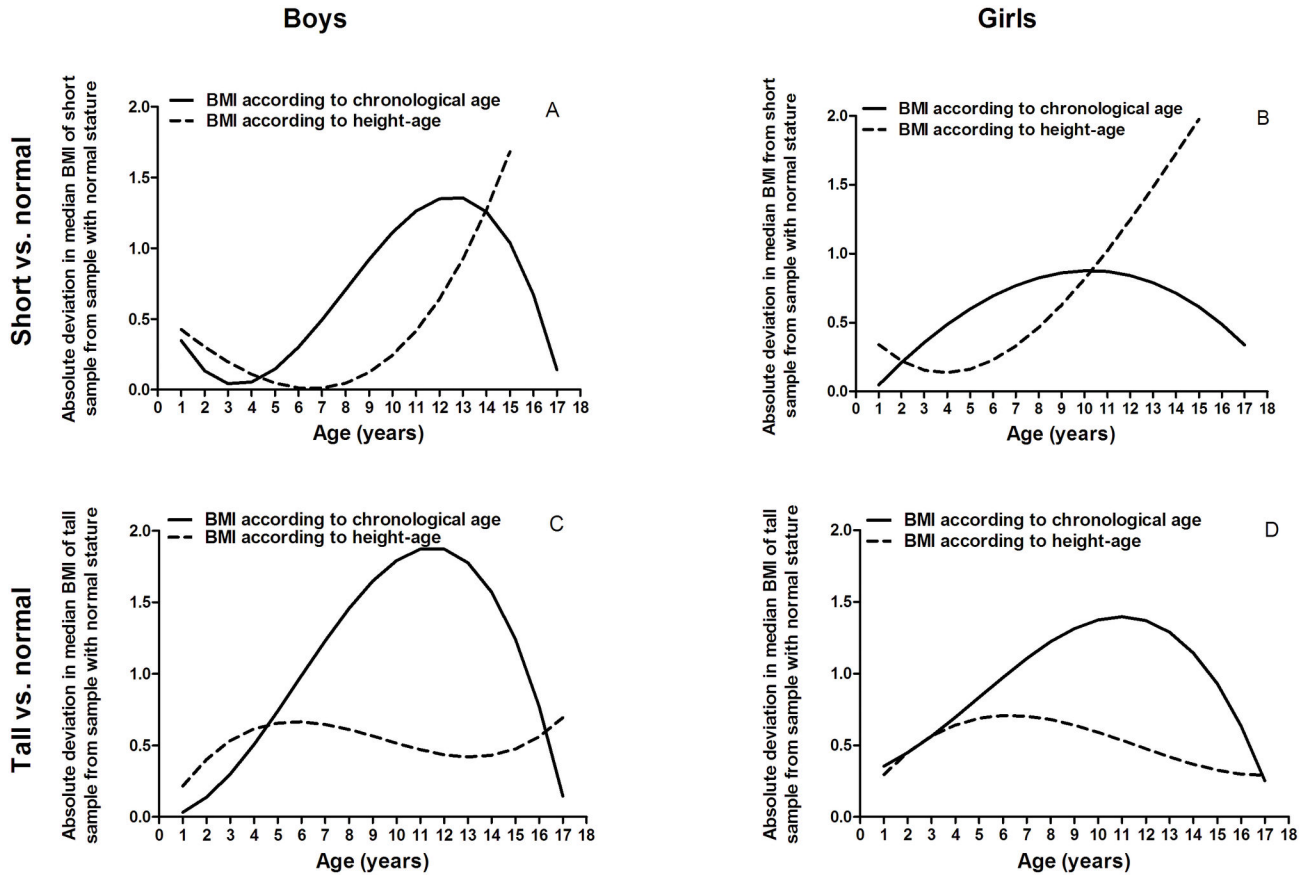 Boys
Girls
Short vs. normal
Absolute deviation in median BMI of short
sample from sample with normal stature
BMI according to chronological age
BMI according to height-age
A
2.0
1.5
1.0
0.5
0.0
0 1 2 3 4 5 6 7 8 9 10 11 12 13 14 15 16 17 18
Age (years)
Absolute deviation in median BMI from short
sample from sample with normal stature
BMI according to chronological age
BMI according to height-age
B
2.0
1.5
1.0
0.5
0.0
0 1 2 3 4 5 6 7 8 9 10 11 12 13 14 15 16 17 18
Age (years)
Tall vs. normal
Absolute deviation in median BMI of tall
sample from sample with normal stature
BMI according to chronological age
BMI according to height-age
C
2.0
1.5
1.0
0.5
0.0
0 1 2 3 4 5 6 7 8 9 10 11 12 13 14 15 16 17 18
Age (years)
Absolute deviation in median BMI of tall
sample from sample with normal stature
BMI according to chronological age
BMI according to height-age
D
2.0
1.5
1.0
0.5
0.0
0 1 2 3 4 5 6 7 8 9 10 11 12 13 14 15 16 17 18
Age (years)